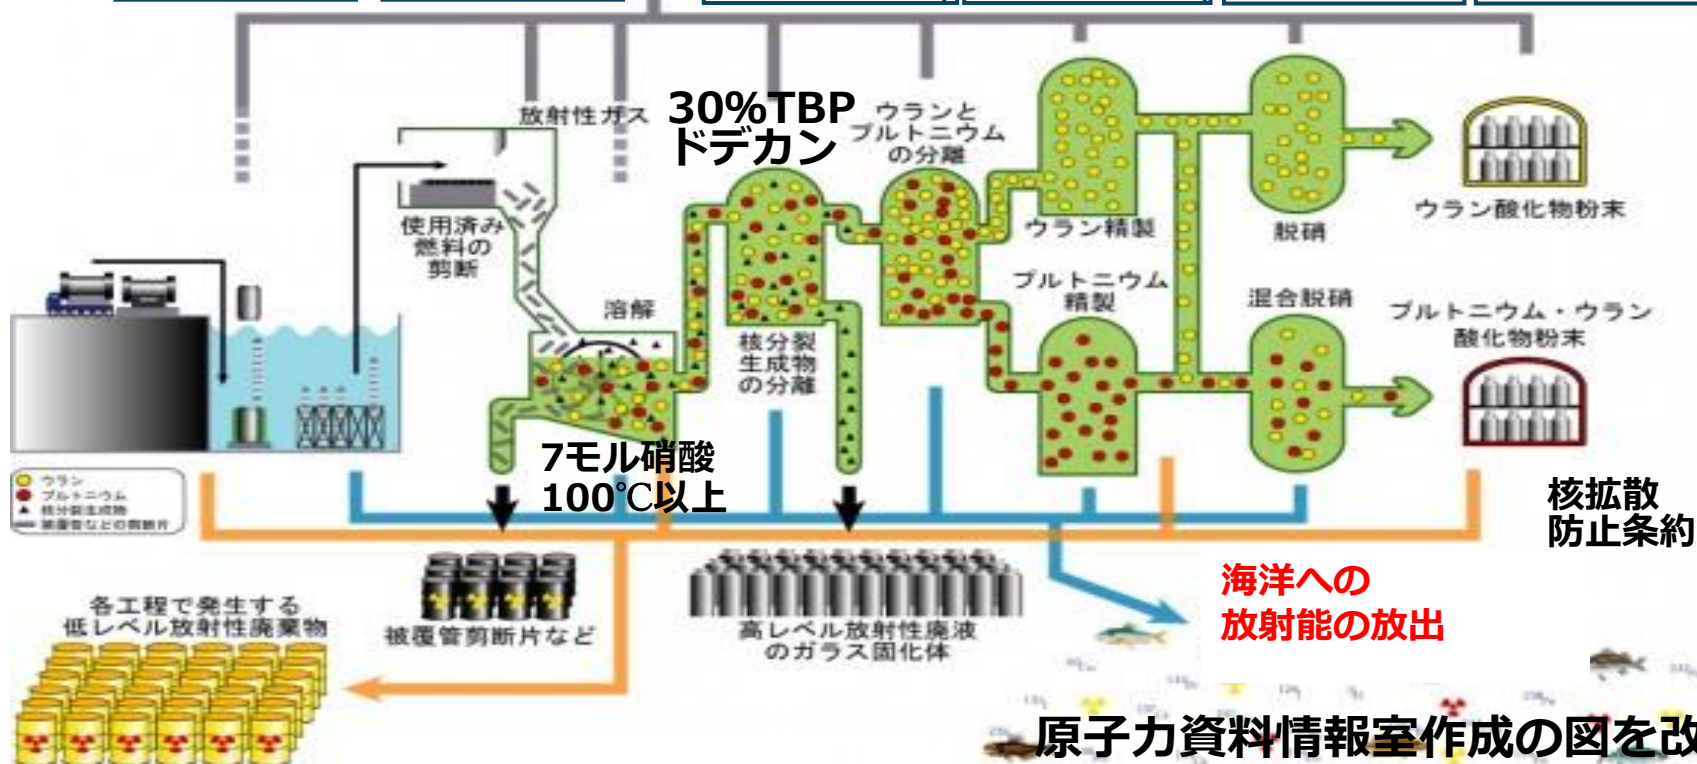 放射性ガス
30%TBP
ドデカン
ウランと
プルトニウム
の分離
使用済み
燃料の
剪断
溶解
核分裂
生成物
の分離
ウラン精製
脱硝
ウラン酸化物粉末
プルトニウム
精製
混合脱硝
プルトニウム・ウラン
酸化物粉末
7モル硝酸
100℃以上
ウラン
プルトニウム
核分裂生成物
被覆管などの剪断片
核拡散
防止条約
海洋への
放射能の放出
各工程で発生する
低レベル放射性廃棄物
被覆管剪断片など
高レベル放射性廃液
のガラス固化体
原子力資料情報室作成の図を改